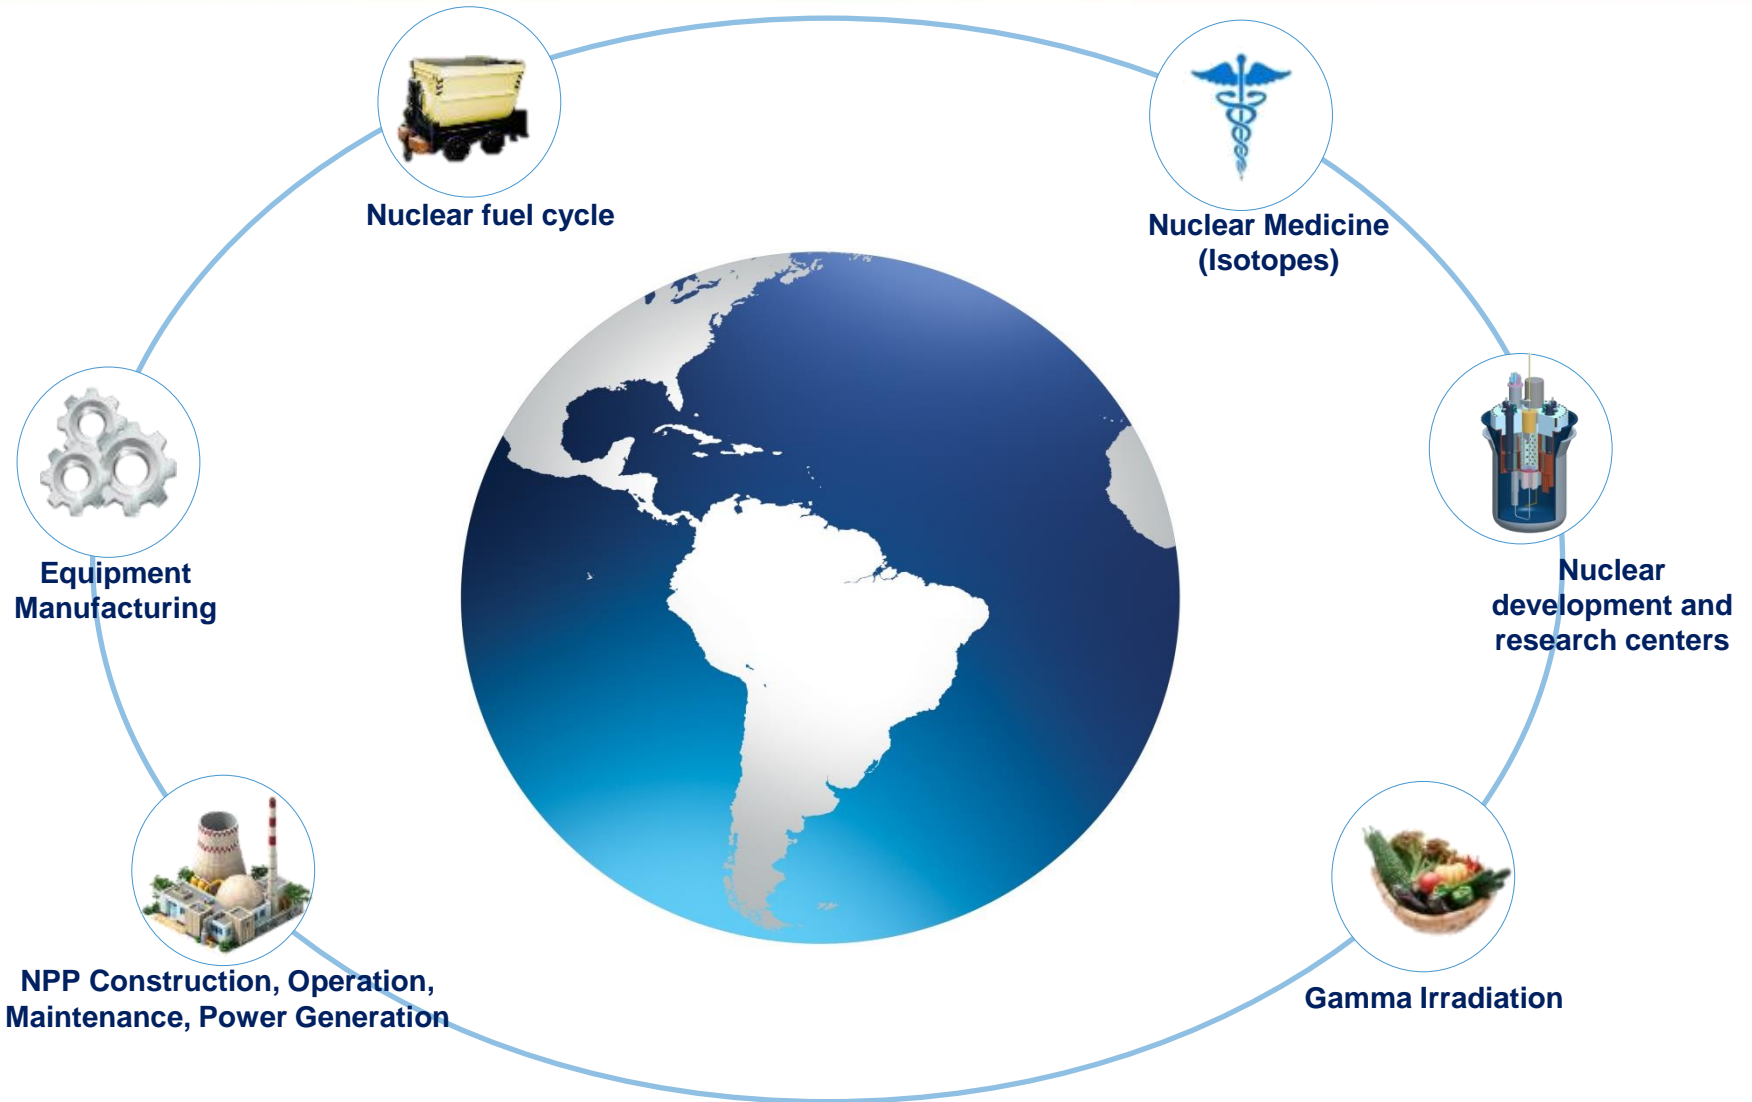 Nuclear fuel cycle
Nuclear Medicine
(Isotopes)
Equipment
Manufacturing
Nuclear
development and
research centers
NPP Construction, Operation,
Maintenance, Power Generation
Gamma Irradiation